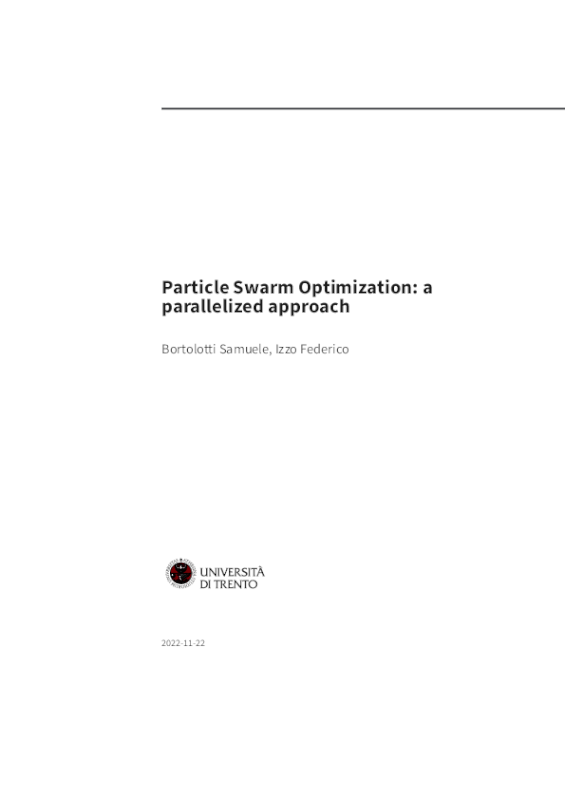 Particle Swarm Optimization: a
parallelized approach
Bortolotti Samuele, Izzo Federico
UNIVERSITÀ
DI TRENTO
2022-11-22